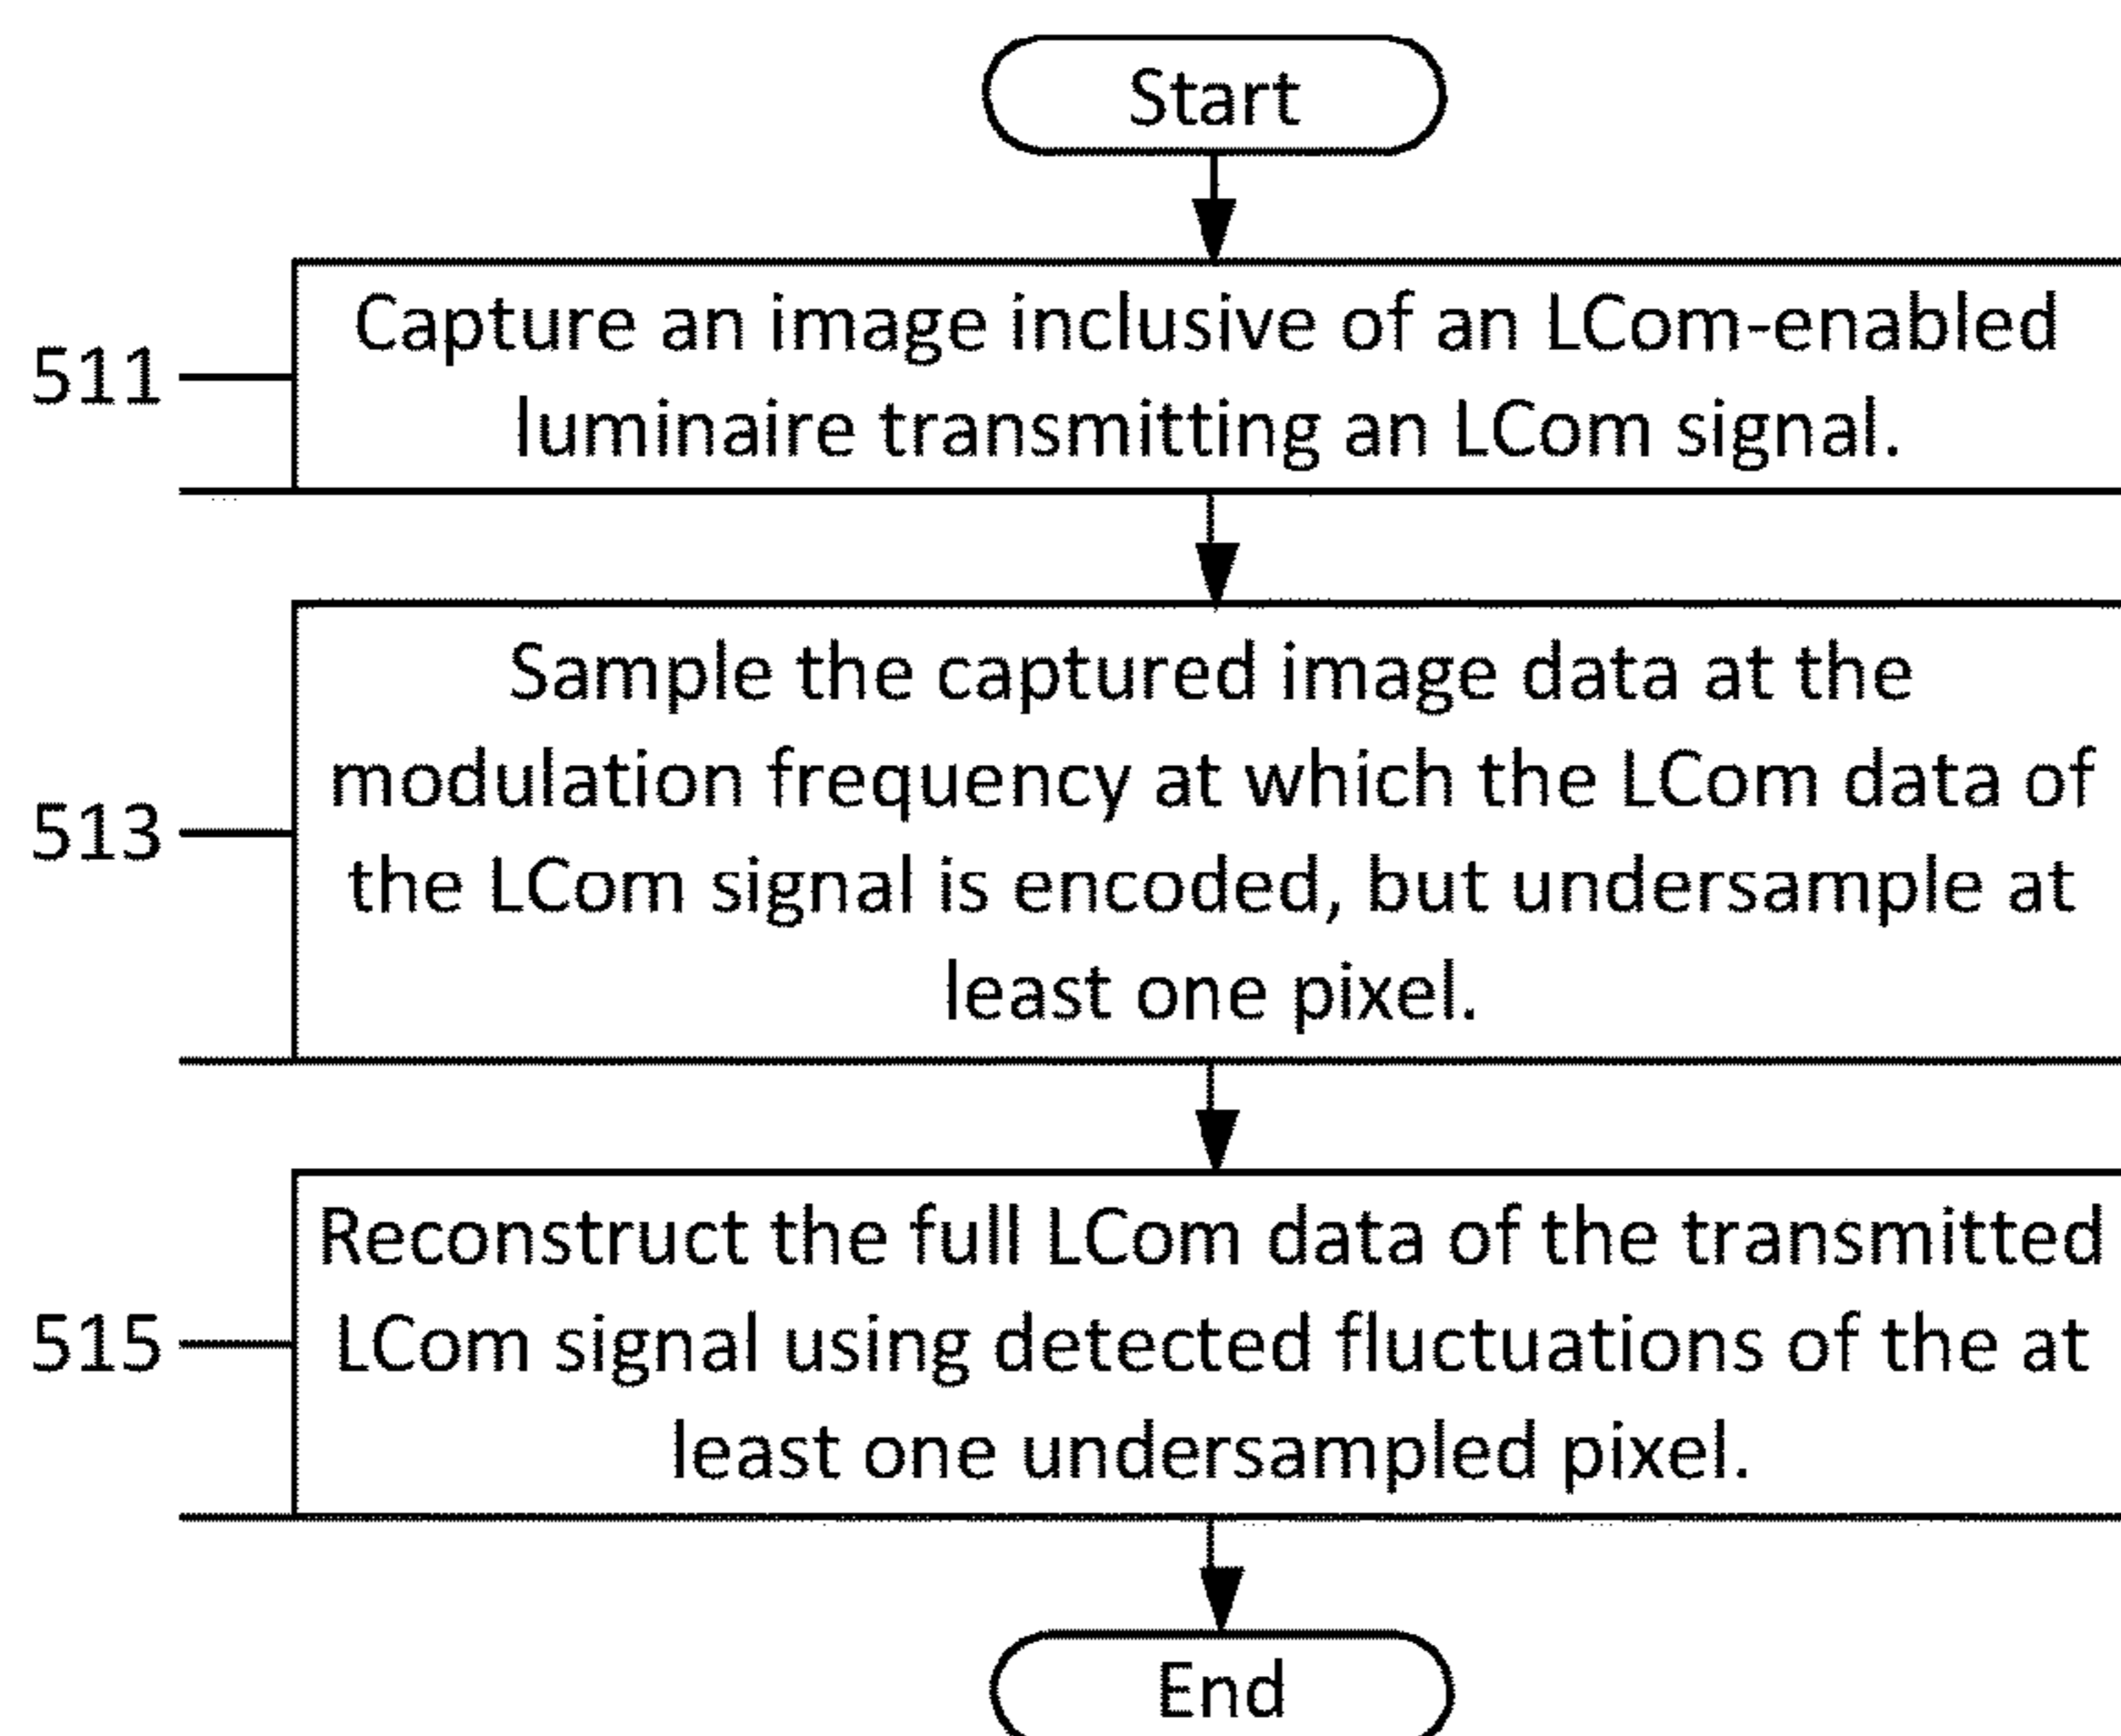 Start
511
Capture an image inclusive of an LCom-enabled
luminaire transmitting an LCom signal.
513
Sample the captured image data at the
modulation frequency at which the LCom data of
the LCom signal is encoded, but undersample at
least one pixel.
515
Reconstruct the full LCom data of the transmitted
LCom signal using detected fluctuations of the at
least one undersampled pixel.
End